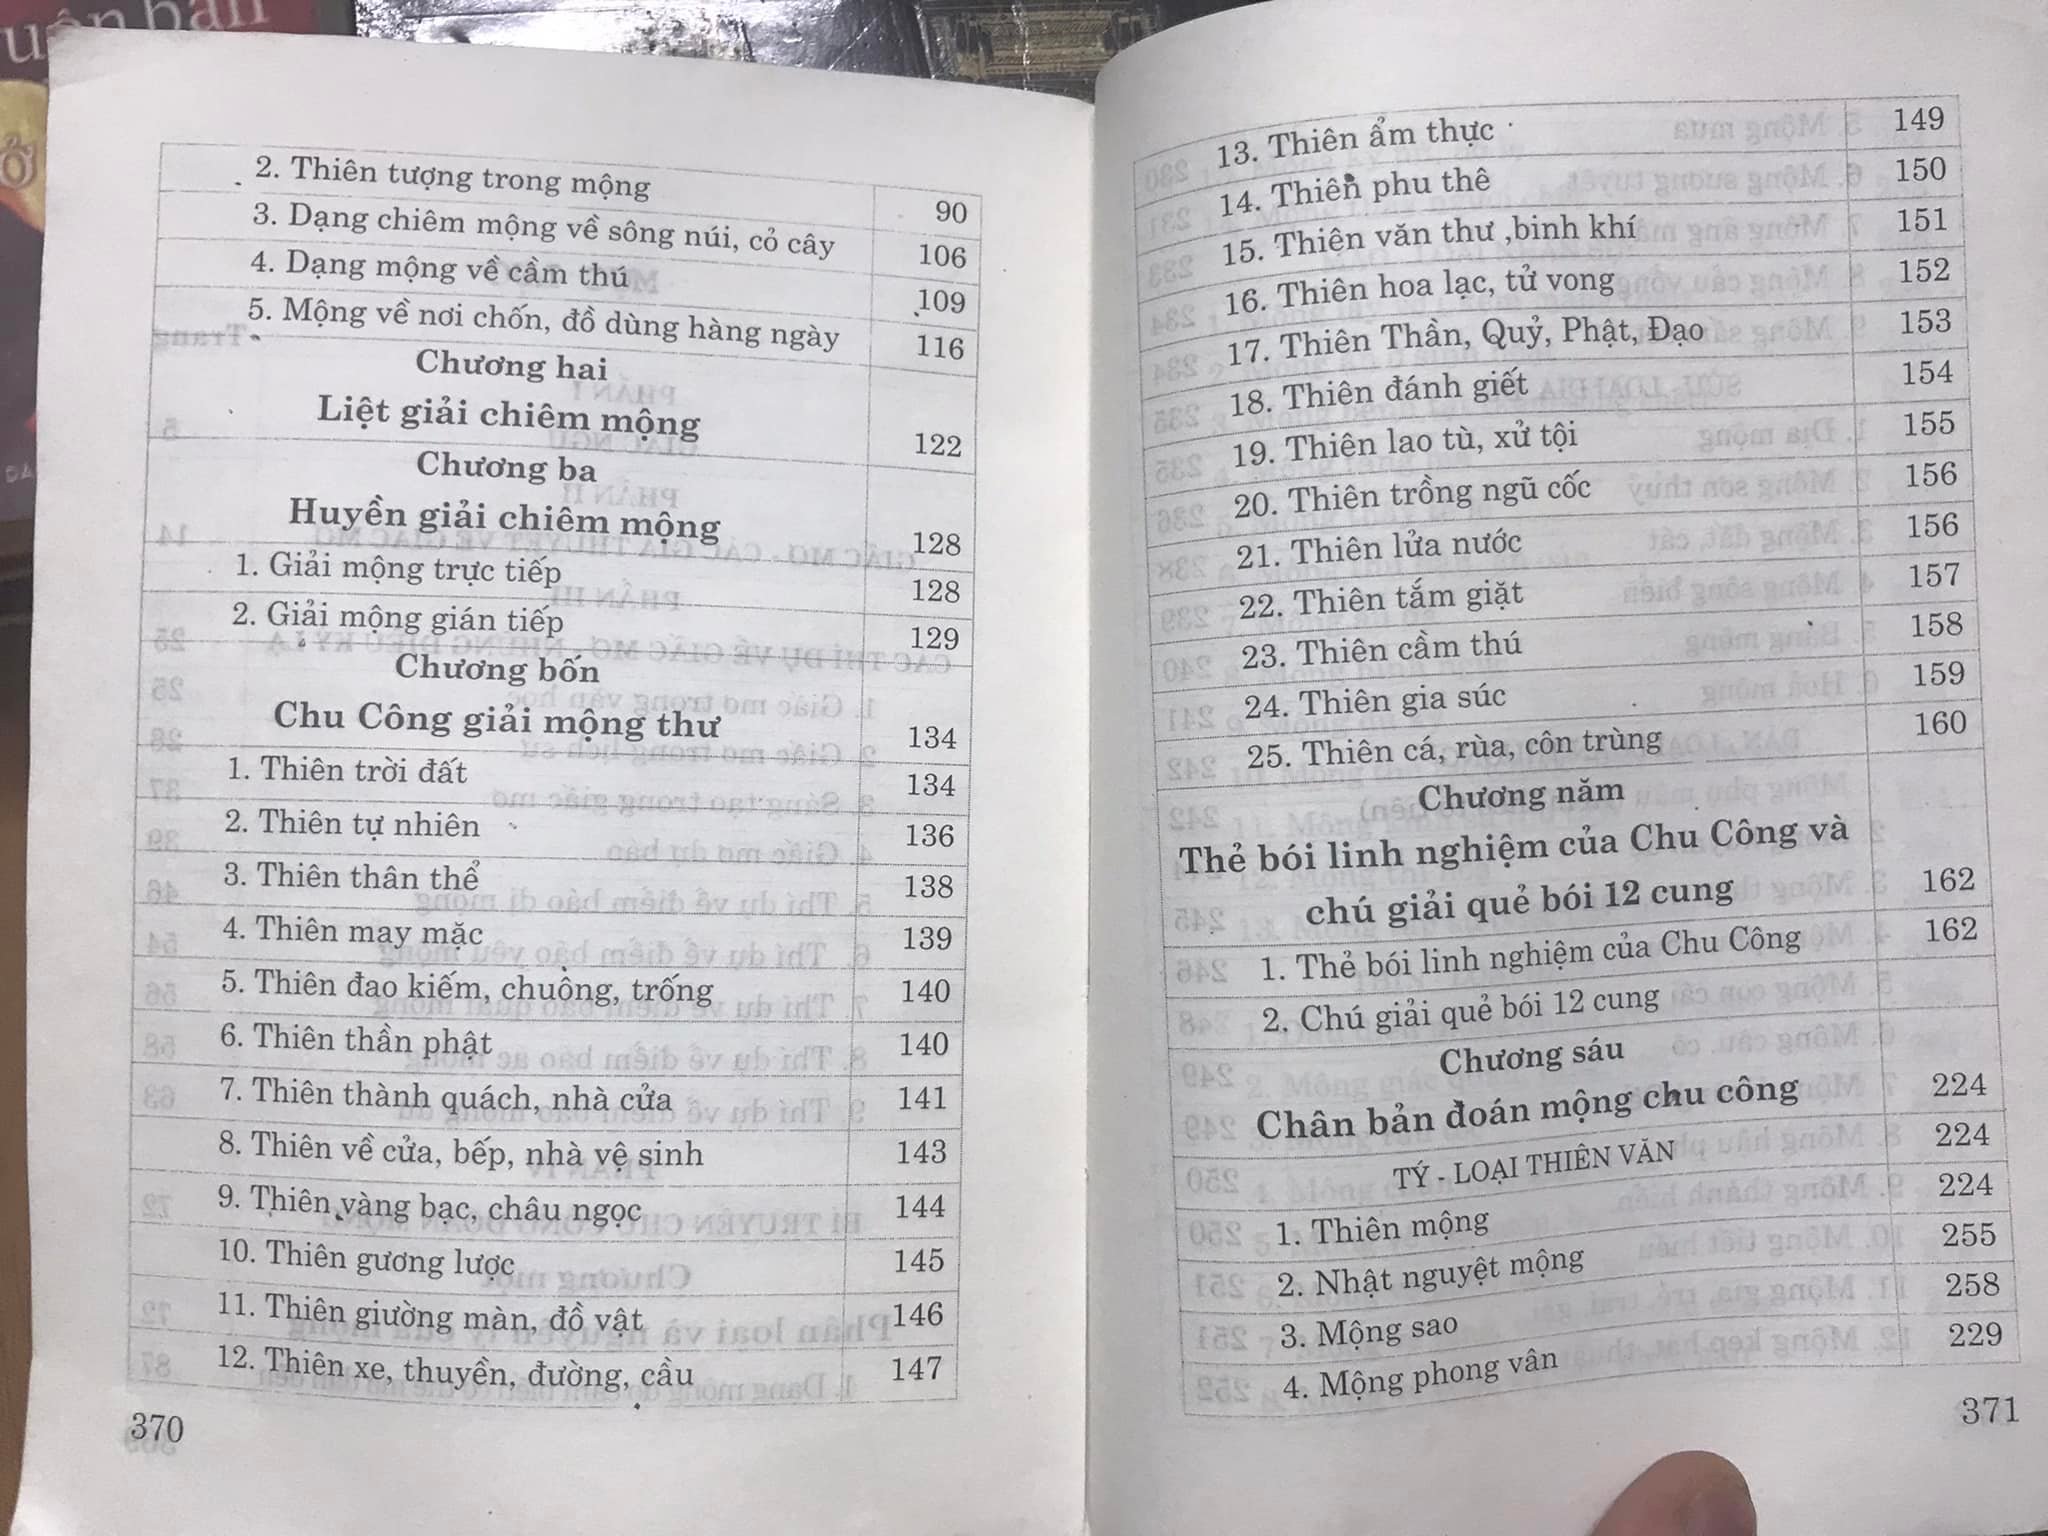 uyên bản
2. Thiên tượng trong mộng 90
3. Dạng chiêm mộng về sông núi, cỏ cây 106
4. Dạng mộng về cầm thú 109
5. Mộng về nơi chốn, đồ dùng hàng ngày 116
Chương hai
Liệt giải chiêm mộng 122
Chương ba
Huyền giải chiêm mộng 128
1. Giải mộng trực tiếp 128
2. Giải mộng gián tiếp 129
Chương bốn
Chu Công giải mộng thư 134
1. Thiên trời đất 134
2. Thiên tự nhiên 136
3. Thiên thân thể 138
4. Thiên may mặc 139
5. Thiên đao kiếm, chuông, trống 140
6. Thiên thần phật 140
7. Thiên thành quách, nhà cửa 141
8. Thiên về cửa, bếp, nhà vệ sinh 143
9. Thiên vàng bạc, châu ngọc 144
10. Thiên gương lược 145
11. Thiên giường màn, đồ vật 146
12. Thiên xe, thuyền, đường, cầu 147
370
13. Thiên ẩm thực 149
14. Thiên phu thê 150
15. Thiên văn thư ,binh khí 151
16. Thiên hoa lạc, tử vong 152
17. Thiên Thần, Quỷ, Phật, Đạo 153
18. Thiên đánh giết 154
19. Thiên lao tù, xử tội 155
20. Thiên trồng ngũ cốc 156
21. Thiên lửa nước 156
22. Thiên tắm giặt 157
23. Thiên cầm thú 158
24. Thiên gia súc 159
25. Thiên cá, rùa, côn trùng 160
Chương năm
Thẻ bói linh nghiệm của Chu Công và
chú giải quẻ bói 12 cung 162
1. Thẻ bói linh nghiệm của Chu Công 162
2. Chú giải quẻ bói 12 cung
Chương sáu
Chân bản đoán mộng chu công 224
TÝ - LOẠI THIÊN VĂN 224
1. Thiên mộng 224
2. Nhật nguyệt mộng 255
3. Mộng sao 258
4. Mộng phong vân 229
371